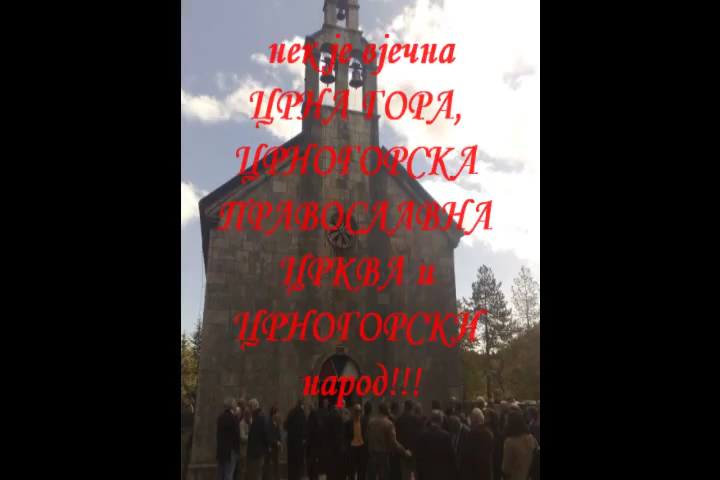 нек је вјечна
ЦРНА ГОРА,
ЦРНОГОРСКА
ПРАВОСЛАВНА
ЦРКВА и
ЦРНОГОРСКИ
народ!!!